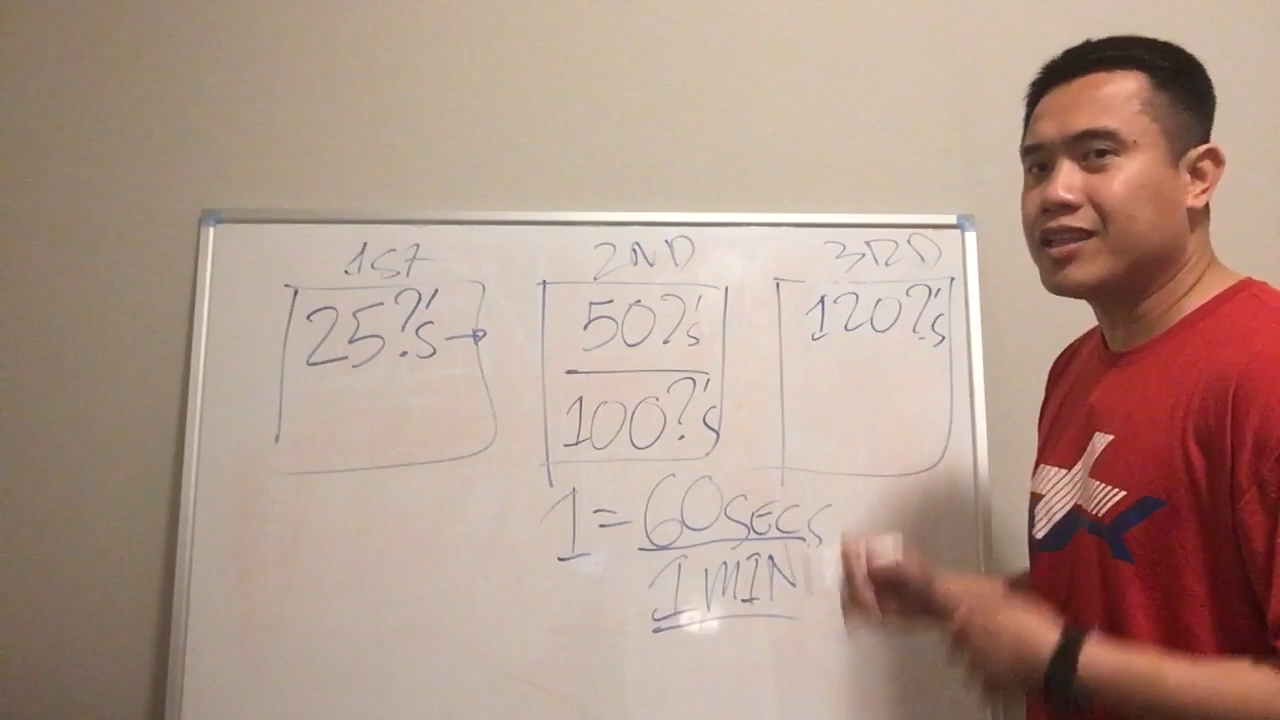 1ST
25?'s
2ND
50?'s
100?'s
3RD
120?'s
1 = 60 SECS
1 MIN